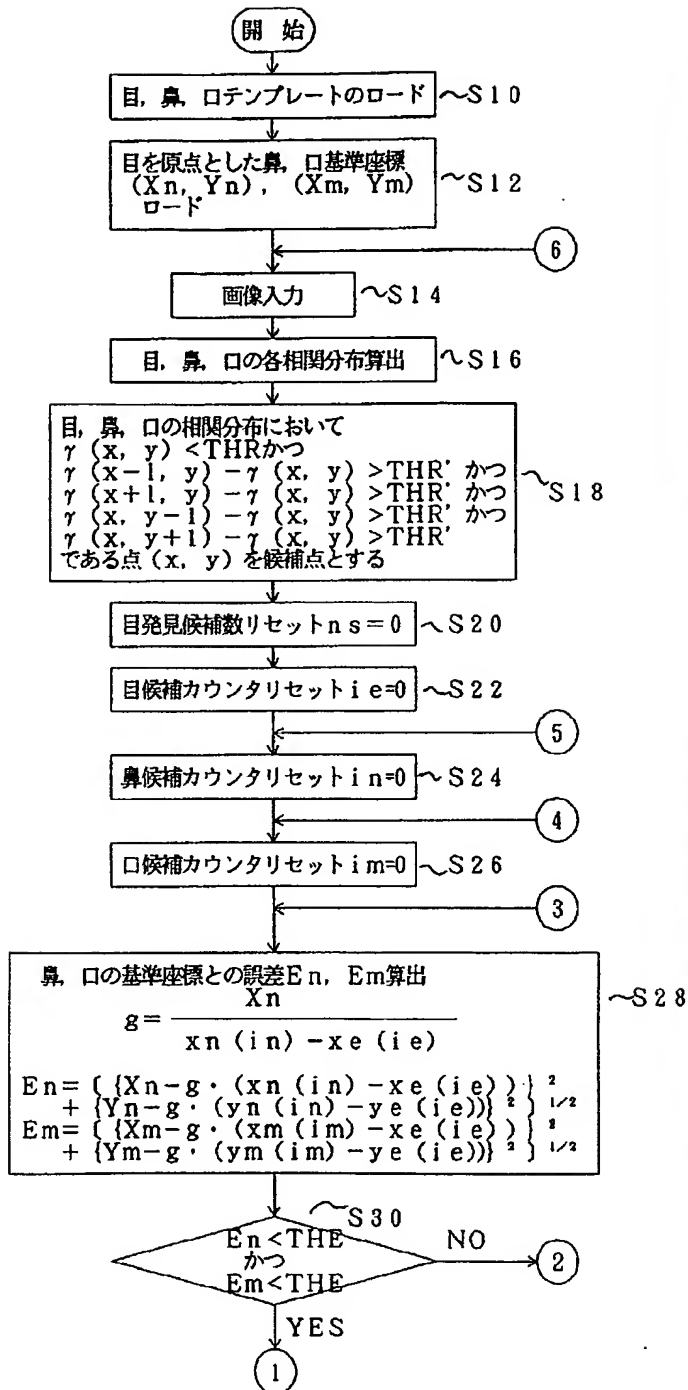 開 始
目, 鼻, 口テンプレートのロード ~S10
目を原点とした鼻, 口基準座標
(Xn, Yn), (Xm, Ym)
ロード
~S12
6
画像入力 ~S14
目, 鼻, 口の各相関分布算出 ~S16
目, 鼻, 口の相関分布において
γ (x, y) <THRかつ
γ (x-1, y) -γ (x, y) >THR' かつ
γ (x+1, y) -γ (x, y) >THR' かつ
γ (x, y-1) -γ (x, y) >THR' かつ
γ (x, y+1) -γ (x, y) >THR'
である点 (x, y) を候補点とする
~S18
目発見候補数リセットns=0 ~S20
目候補カウンタリセットie=0 ~S22
5
鼻候補カウンタリセットin=0 ~S24
4
口候補カウンタリセットim=0 ~S26
3
鼻, 口の基準座標との誤差En, Em算出
Xn
g=
xn (in) -xe (ie)
En= [ {Xn-g・(xn (in) -xe (ie) ) } ²
+ {Yn-g・(yn (in) -ye (ie))} ² ] ¹/²
Em= [ {Xm-g・(xm (im) -xe (ie) ) } ²
+ {Ym-g・(ym (im) -ye (ie))} ² ] ¹/²
~S28
~S30
En<THE
かつ
Em<THE
NO
2
YES
1